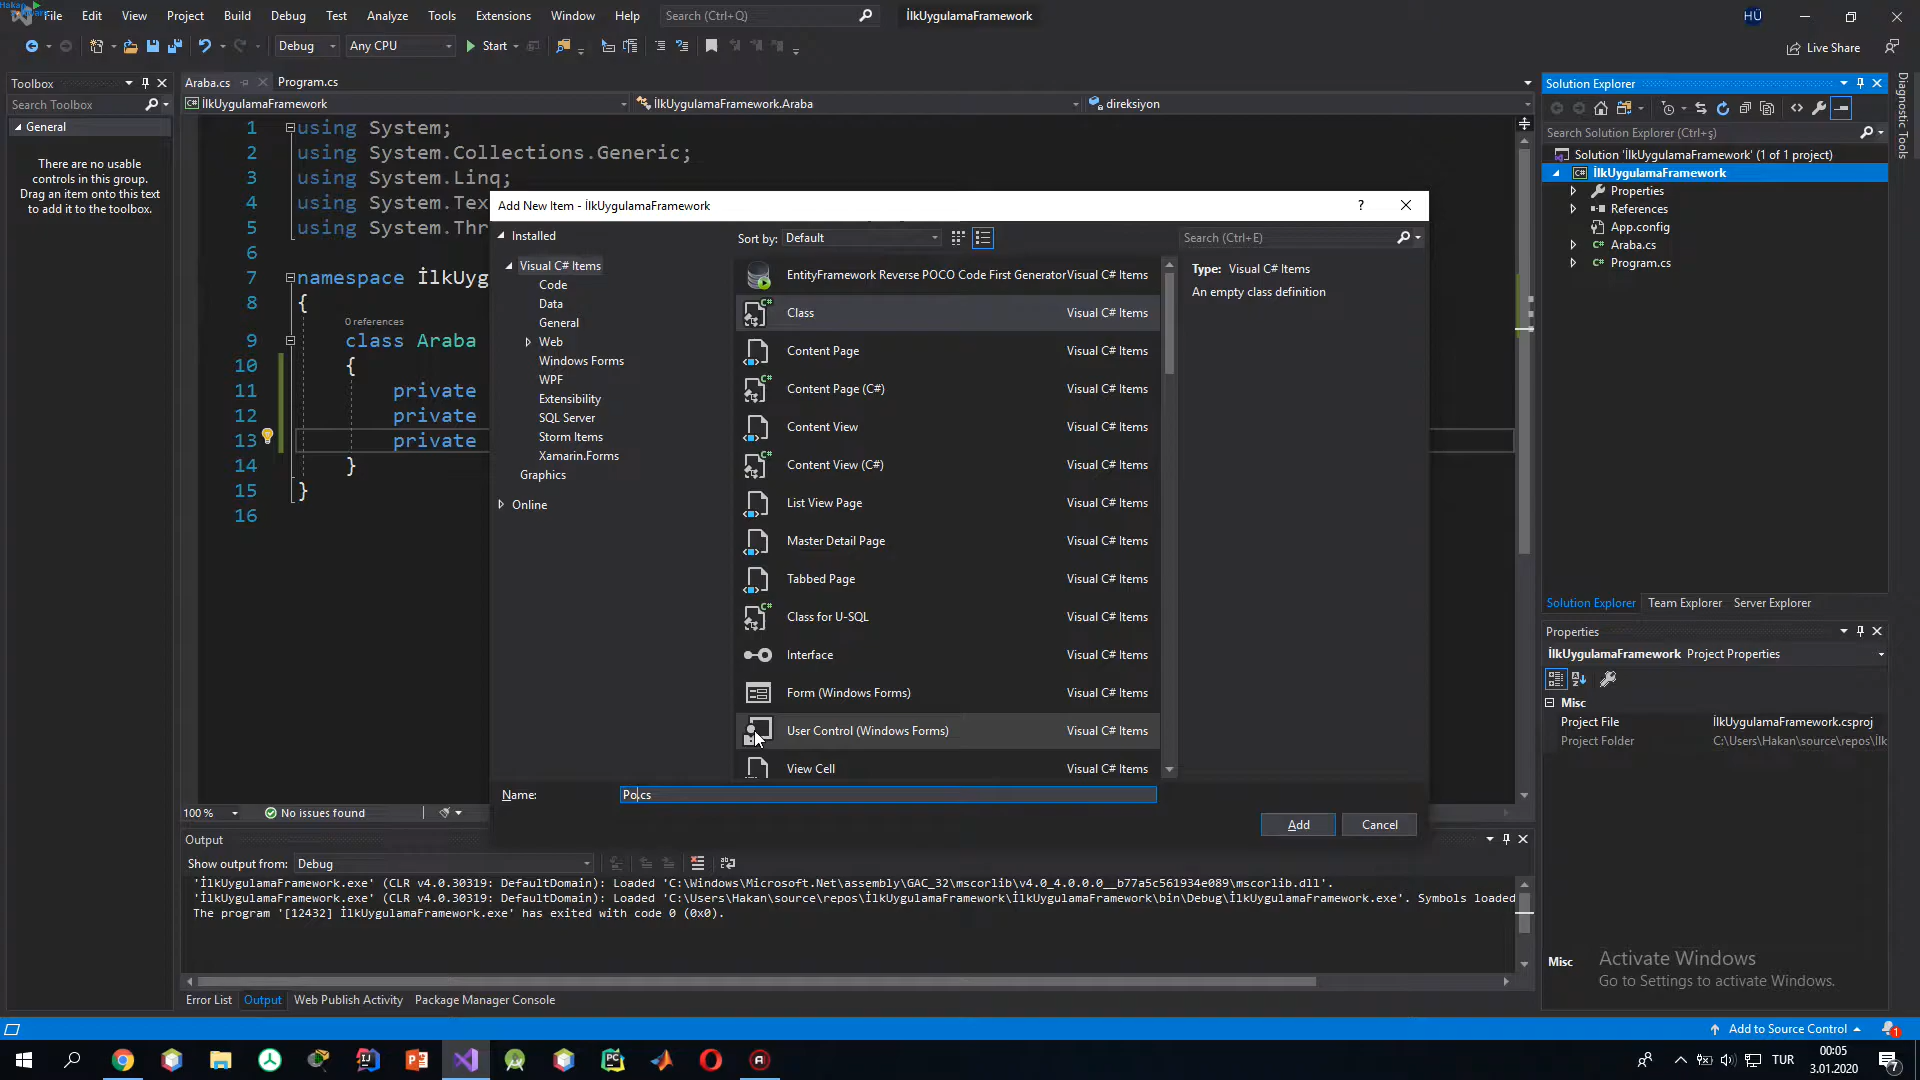 File Edit View Project Build Debug Test Analyze Tools Extensions Window Help Search (Ctrl+Q) İlkUygulamaFramework HÜ
Debug Any CPU Start Live Share
Toolbox
Search Toolbox
General
There are no usable
controls in this group.
Drag an item onto this text
to add it to the toolbox.
Araba.cs Program.cs
İlkUygulamaFramework İlkUygulamaFramework.Araba direksiyon
1 using System;
2 using System.Collections.Generic;
3 using System.Linq;
4 using System.Tex
5 using System.Thr
6
7 namespace İlkUyg
8 {
0 references
9 class Araba
10 {
11 private
12 private
13 private
14 }
15 }
16
Add New Item - İlkUygulamaFramework ?
Installed
Visual C# Items
Code
Data
General
Web
Windows Forms
WPF
Extensibility
SQL Server
Storm Items
Xamarin.Forms
Graphics
Online
Sort by: Default
Search (Ctrl+E)
EntityFramework Reverse POCO Code First Generator Visual C# Items
Class Visual C# Items
Content Page Visual C# Items
Content Page (C#) Visual C# Items
Content View Visual C# Items
Content View (C#) Visual C# Items
List View Page Visual C# Items
Master Detail Page Visual C# Items
Tabbed Page Visual C# Items
Class for U-SQL Visual C# Items
Interface Visual C# Items
Form (Windows Forms) Visual C# Items
User Control (Windows Forms) Visual C# Items
View Cell Visual C# Items
Type: Visual C# Items
An empty class definition
Name: Po.cs
Add Cancel
100 % No issues found
Output
Show output from: Debug
'İlkUygulamaFramework.exe' (CLR v4.0.30319: DefaultDomain): Loaded 'C:\Windows\Microsoft.Net\assembly\GAC_32\mscorlib\v4.0_4.0.0.0__b77a5c561934e089\mscorlib.dll'.
'İlkUygulamaFramework.exe' (CLR v4.0.30319: DefaultDomain): Loaded 'C:\Users\Hakan\source\repos\İlkUygulamaFramework\İlkUygulamaFramework\bin\Debug\İlkUygulamaFramework.exe'. Symbols loaded
The program '[12432] İlkUygulamaFramework.exe' has exited with code 0 (0x0).
Error List Output Web Publish Activity Package Manager Console
Solution Explorer
Search Solution Explorer (Ctrl+ş)
Solution 'İlkUygulamaFramework' (1 of 1 project)
İlkUygulamaFramework
Properties
References
App.config
Araba.cs
Program.cs
Solution Explorer Team Explorer Server Explorer
Properties
İlkUygulamaFramework Project Properties
Misc
Project File İlkUygulamaFramework.csproj
Project Folder C:\Users\Hakan\source\repos\İlk
Misc
Activate Windows
Go to Settings to activate Windows.
Diagnostic Tools
Add to Source Control 1
TUR
00:05
3.01.2020
7